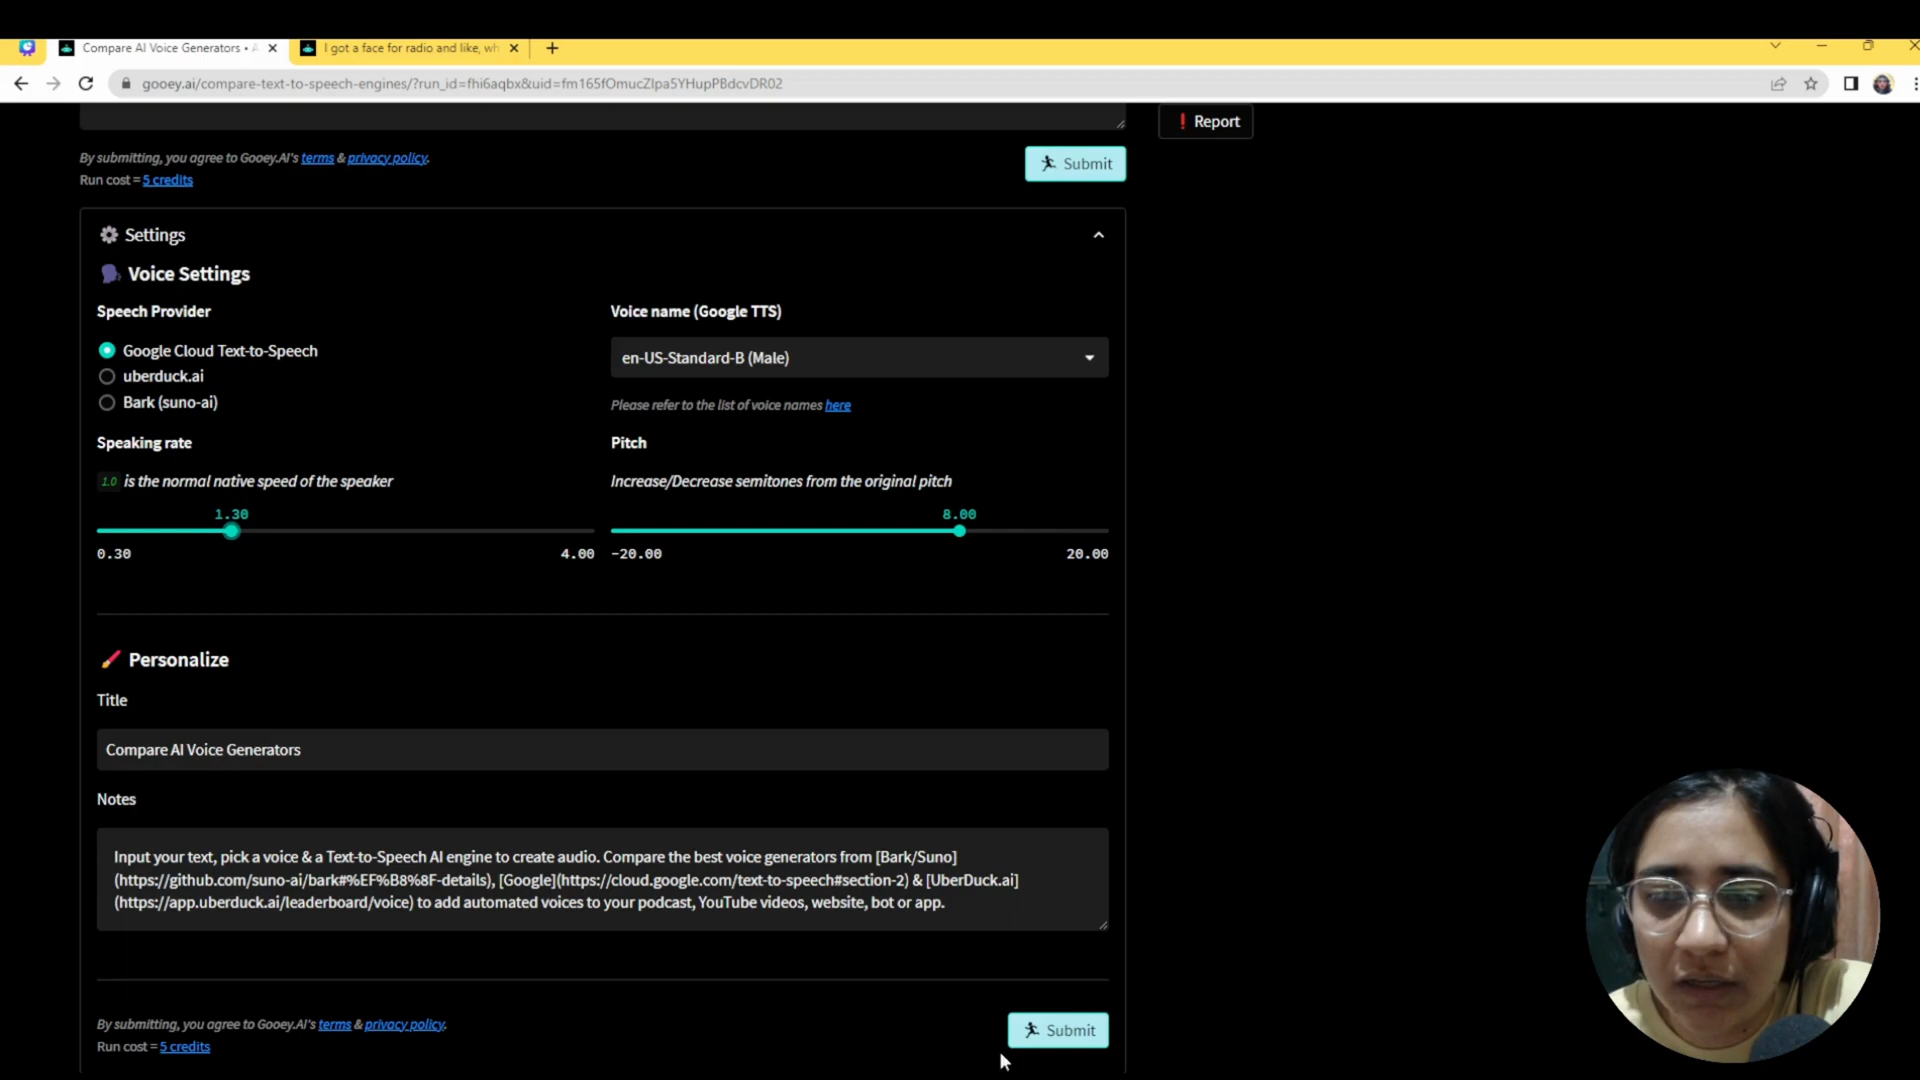 Compare AI Voice Generators • A
I got a face for radio and like, wh
gooey.ai/compare-text-to-speech-engines/?run_id=fhi6aqbx&uid=fm165fOmucZIpa5YHupPBdcvDR02
Report
By submitting, you agree to Gooey.AI's terms & privacy policy.
Run cost = 5 credits
Submit
Settings
Voice Settings
Speech Provider
Voice name (Google TTS)
Google Cloud Text-to-Speech
en-US-Standard-B (Male)
uberduck.ai
Bark (suno-ai)
Please refer to the list of voice names here
Speaking rate
Pitch
1.0 is the normal native speed of the speaker
Increase/Decrease semitones from the original pitch
1.30
8.00
0.30
4.00
-20.00
20.00
Personalize
Title
Compare AI Voice Generators
Notes
Input your text, pick a voice & a Text-to-Speech AI engine to create audio. Compare the best voice generators from [Bark/Suno]
(https://github.com/suno-ai/bark#%EF%B8%8F-details), [Google](https://cloud.google.com/text-to-speech#section-2) & [UberDuck.ai]
(https://app.uberduck.ai/leaderboard/voice) to add automated voices to your podcast, YouTube videos, website, bot or app.
By submitting, you agree to Gooey.AI's terms & privacy policy.
Run cost = 5 credits
Submit